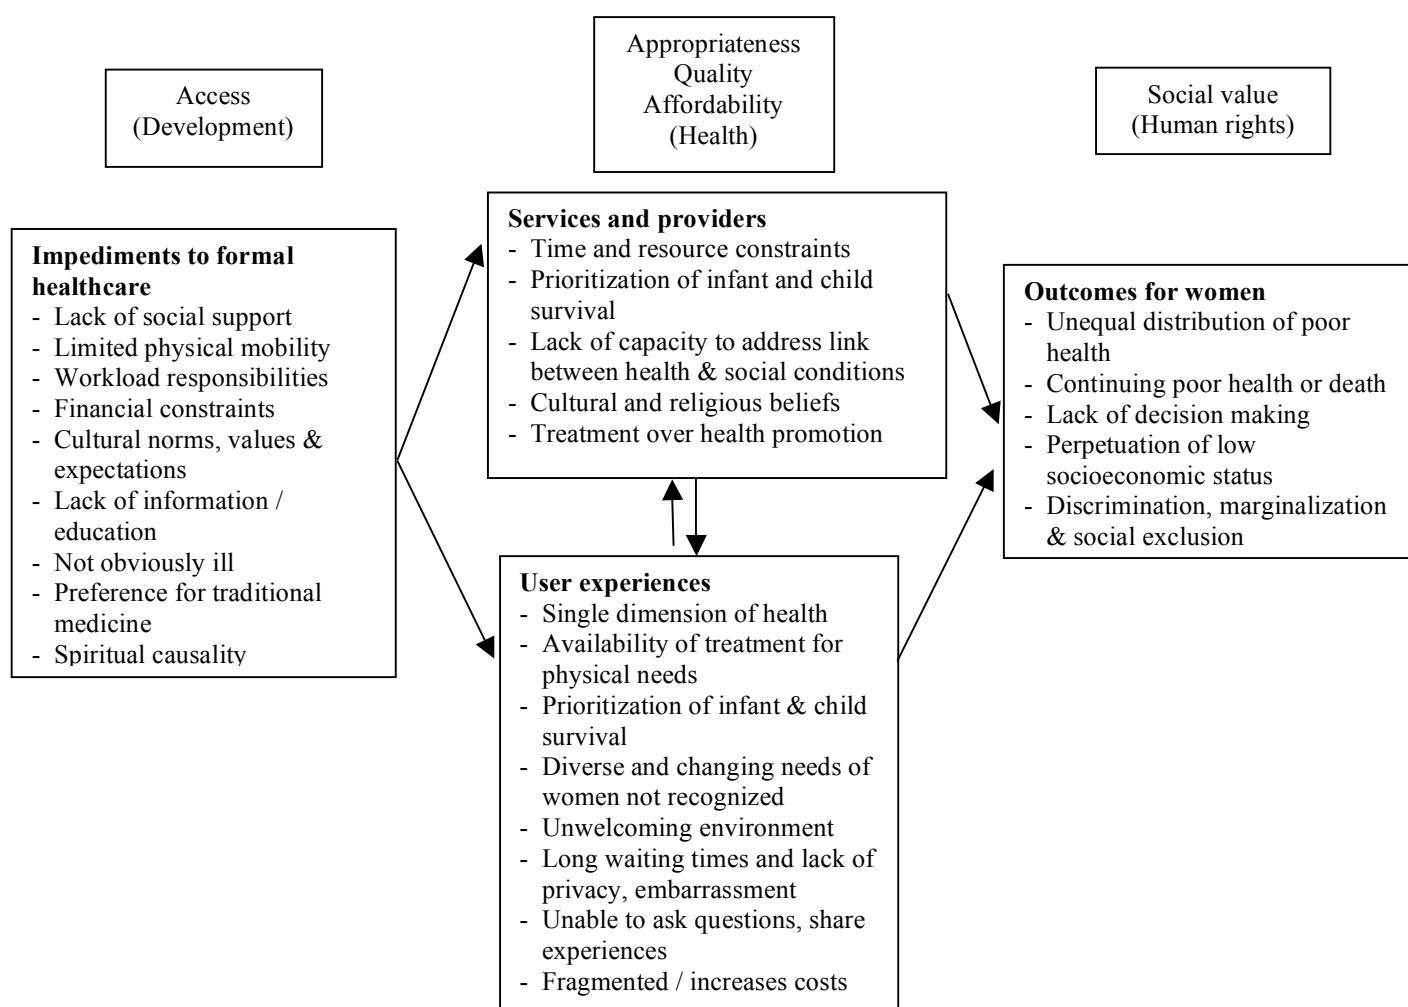 Access
(Development)
Appropriateness
Quality
Affordability
(Health)
Social value
(Human rights)
Impediments to formal
healthcare
- Lack of social support
- Limited physical mobility
- Workload responsibilities
- Financial constraints
- Cultural norms, values &
expectations
- Lack of information /
education
- Not obviously ill
- Preference for traditional
medicine
- Spiritual causality
Services and providers
- Time and resource constraints
- Prioritization of infant and child
survival
- Lack of capacity to address link
between health & social conditions
- Cultural and religious beliefs
- Treatment over health promotion
User experiences
- Single dimension of health
- Availability of treatment for
physical needs
- Prioritization of infant & child
survival
- Diverse and changing needs of
women not recognized
- Unwelcoming environment
- Long waiting times and lack of
privacy, embarrassment
- Unable to ask questions, share
experiences
- Fragmented / increases costs
Outcomes for women
- Unequal distribution of poor
health
- Continuing poor health or death
- Lack of decision making
- Perpetuation of low
socioeconomic status
- Discrimination, marginalization
& social exclusion